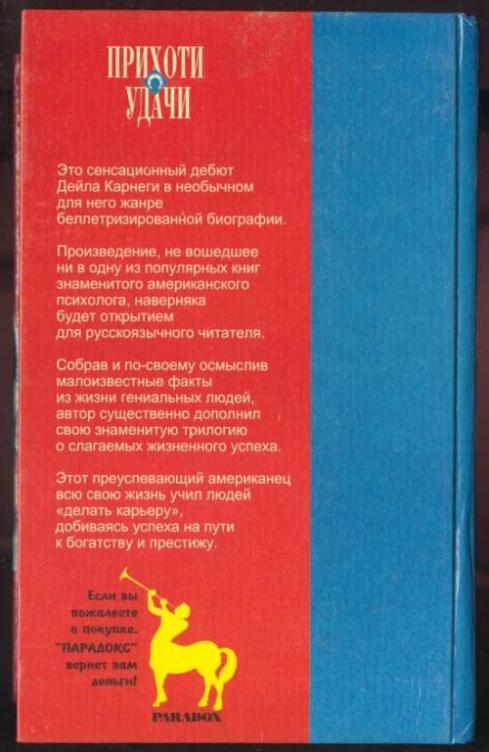 ПРИХОТИ
УДАЧИ
Это сенсационный дебют
Дейла Карнеги в необычном
для него жанре
беллетризированной биографии.
Произведение, не вошедшее
ни в одну из популярных книг
знаменитого американского
психолога, наверняка
будет открытием
для русскоязычного читателя.
Собрав и по-своему осмыслив
малоизвестные факты
из жизни гениальных людей,
автор существенно дополнил
свою знаменитую трилогию
о слагаемых жизненного успеха.
Этот преуспевающий американец
всю свою жизнь учил людей
«делать карьеру»,
добиваясь успеха на пути
к богатству и престижу.
Если вы
пожалеете
о покупке,
"ПАРАДОКС"
вернет вам
деньги!
PARADOX